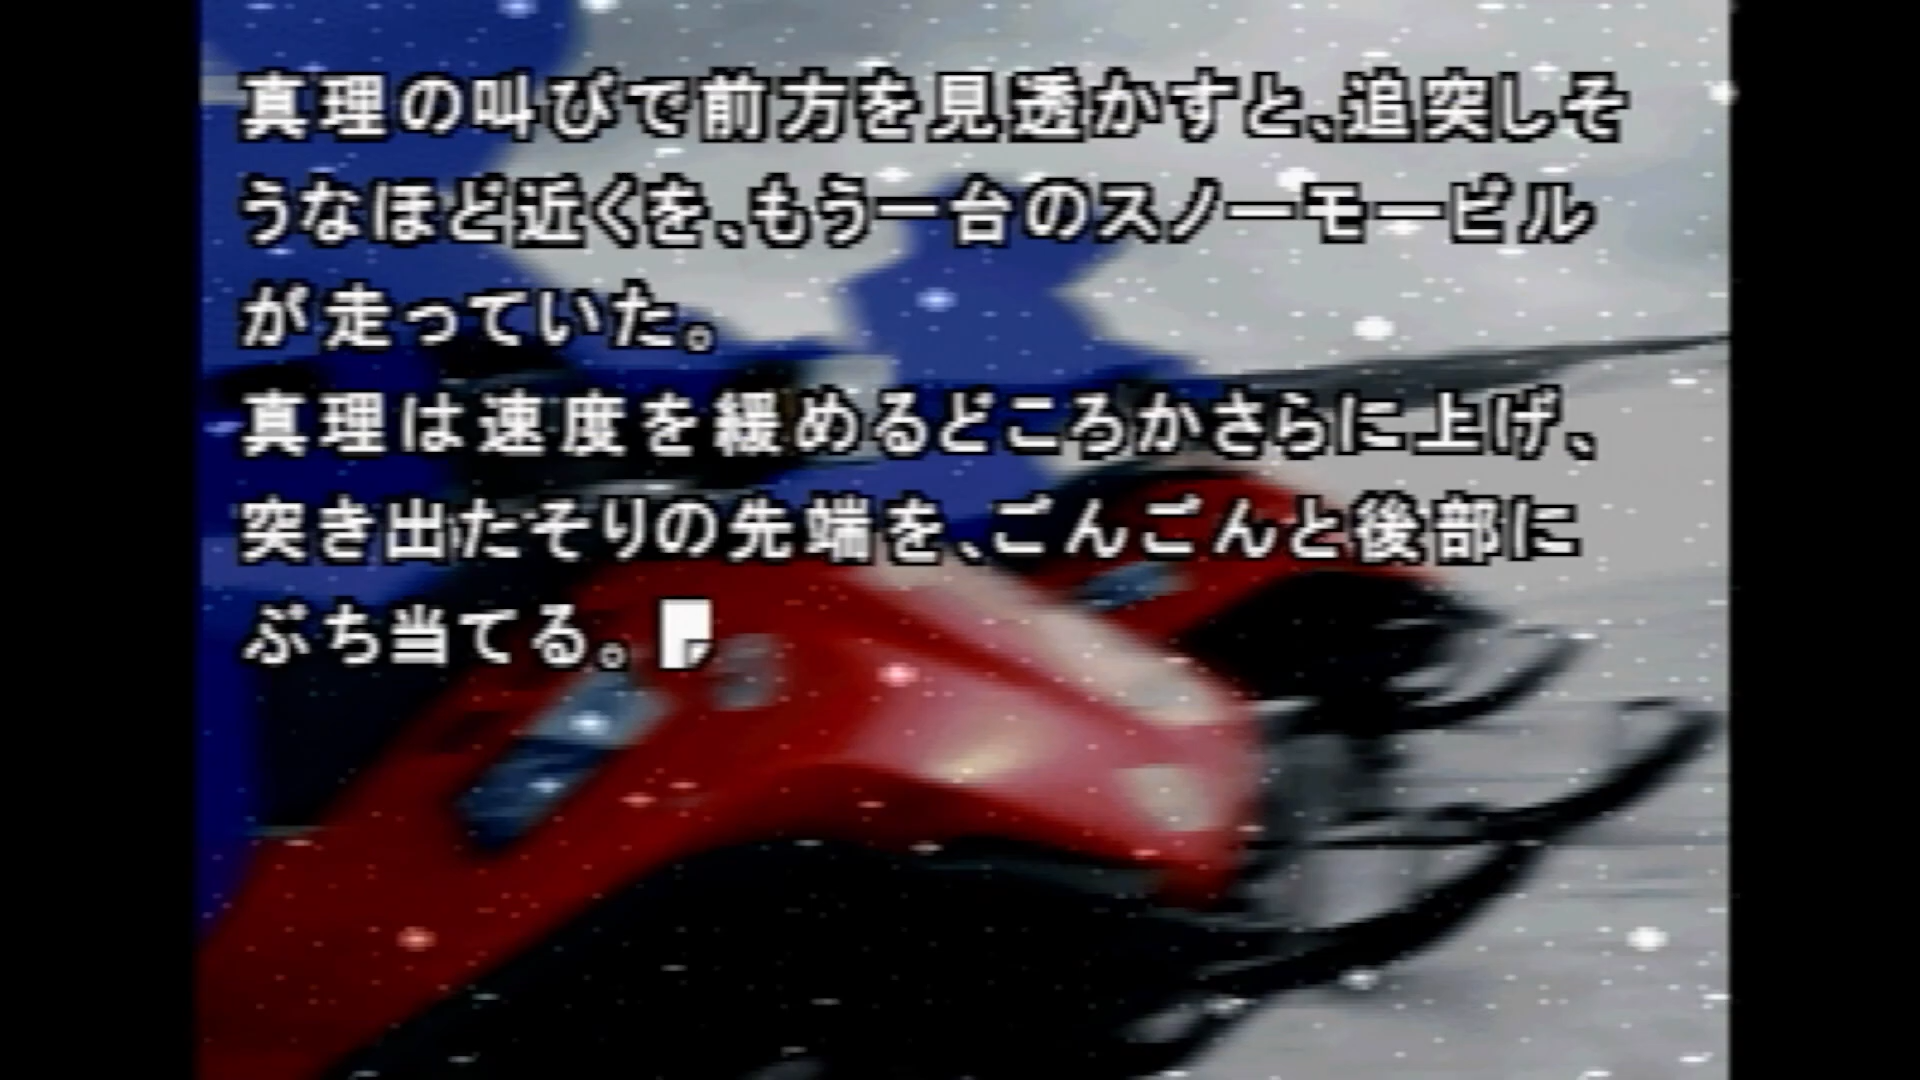 真理の叫びで前方を見透かすと、追突しそ
うなほど近くを、もう一台のスノーモービル
が走っていた。
真理は速度を緩めるどころかさらに上げ、
突き出たそりの先端を、ごんごんと後部に
ぶち当てる。